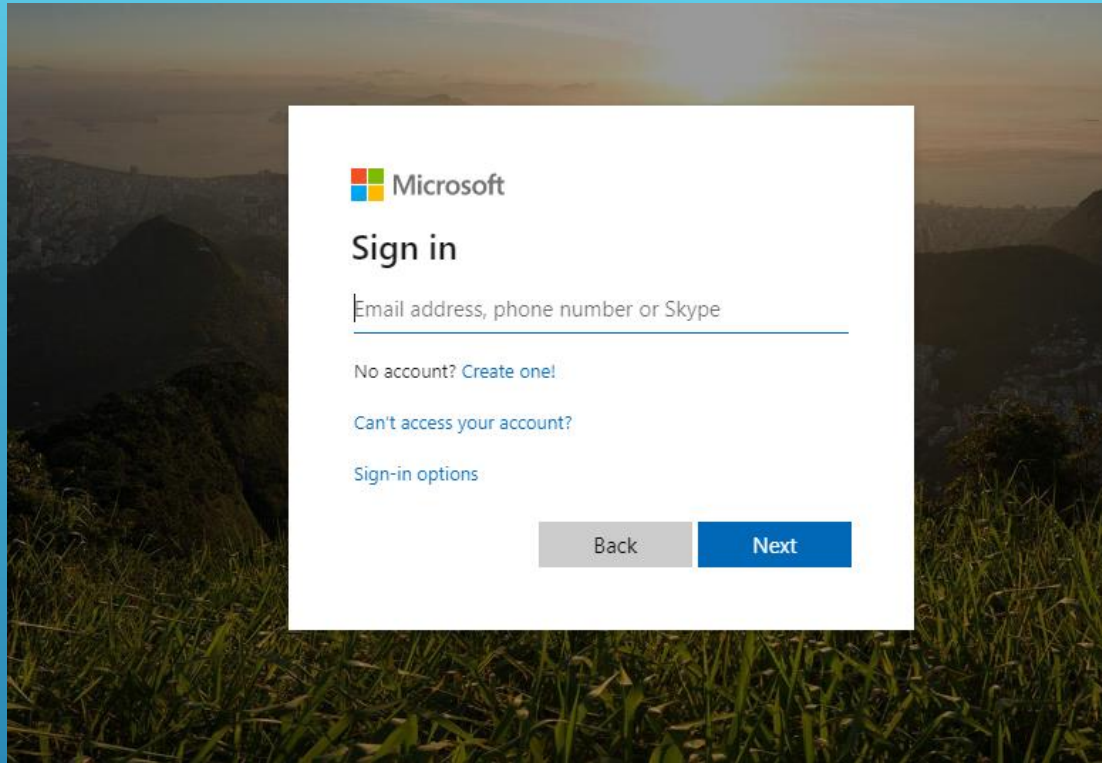 Microsoft
Sign in
Email address, phone number or Skype
No account? Create one!
Can't access your account?
Sign-in options
Back Next